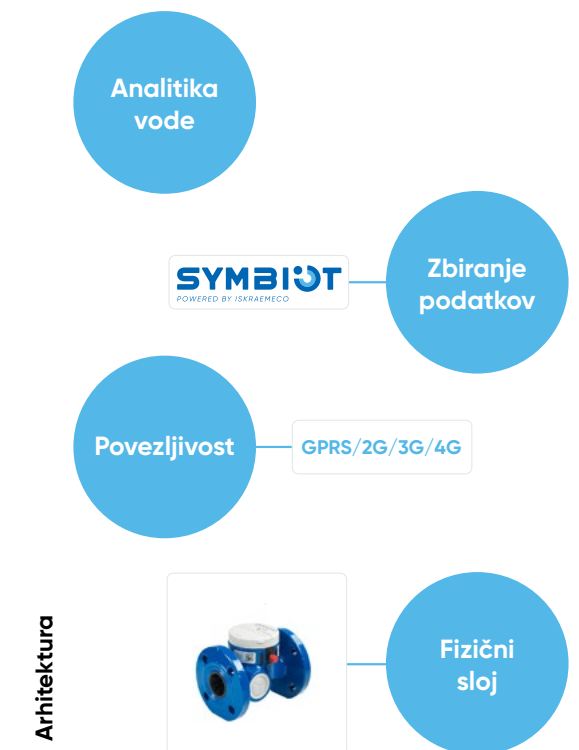 Analitika
vode
SYMBIOT
POWERED BY ISKRAEMECO
Zbiranje
podatkov
Povezljivost
GPRS/2G/3G/4G
Arhitektura
Fizični
sloj